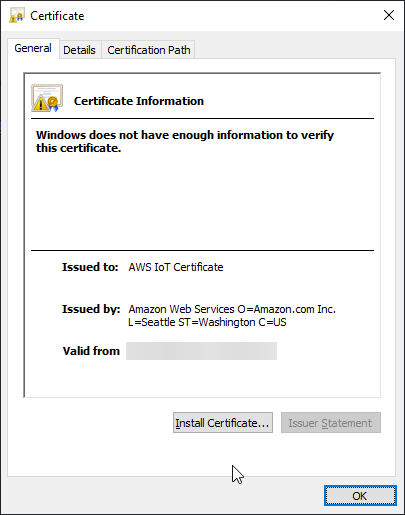 Certificate
General
Details
Certification Path
Certificate Information
Windows does not have enough information to verify
this certificate.
Issued to: AWS IoT Certificate
Issued by: Amazon Web Services O=Amazon.com Inc.
L=Seattle ST=Washington C=US
Valid from
Install Certificate...
Issuer Statement
OK